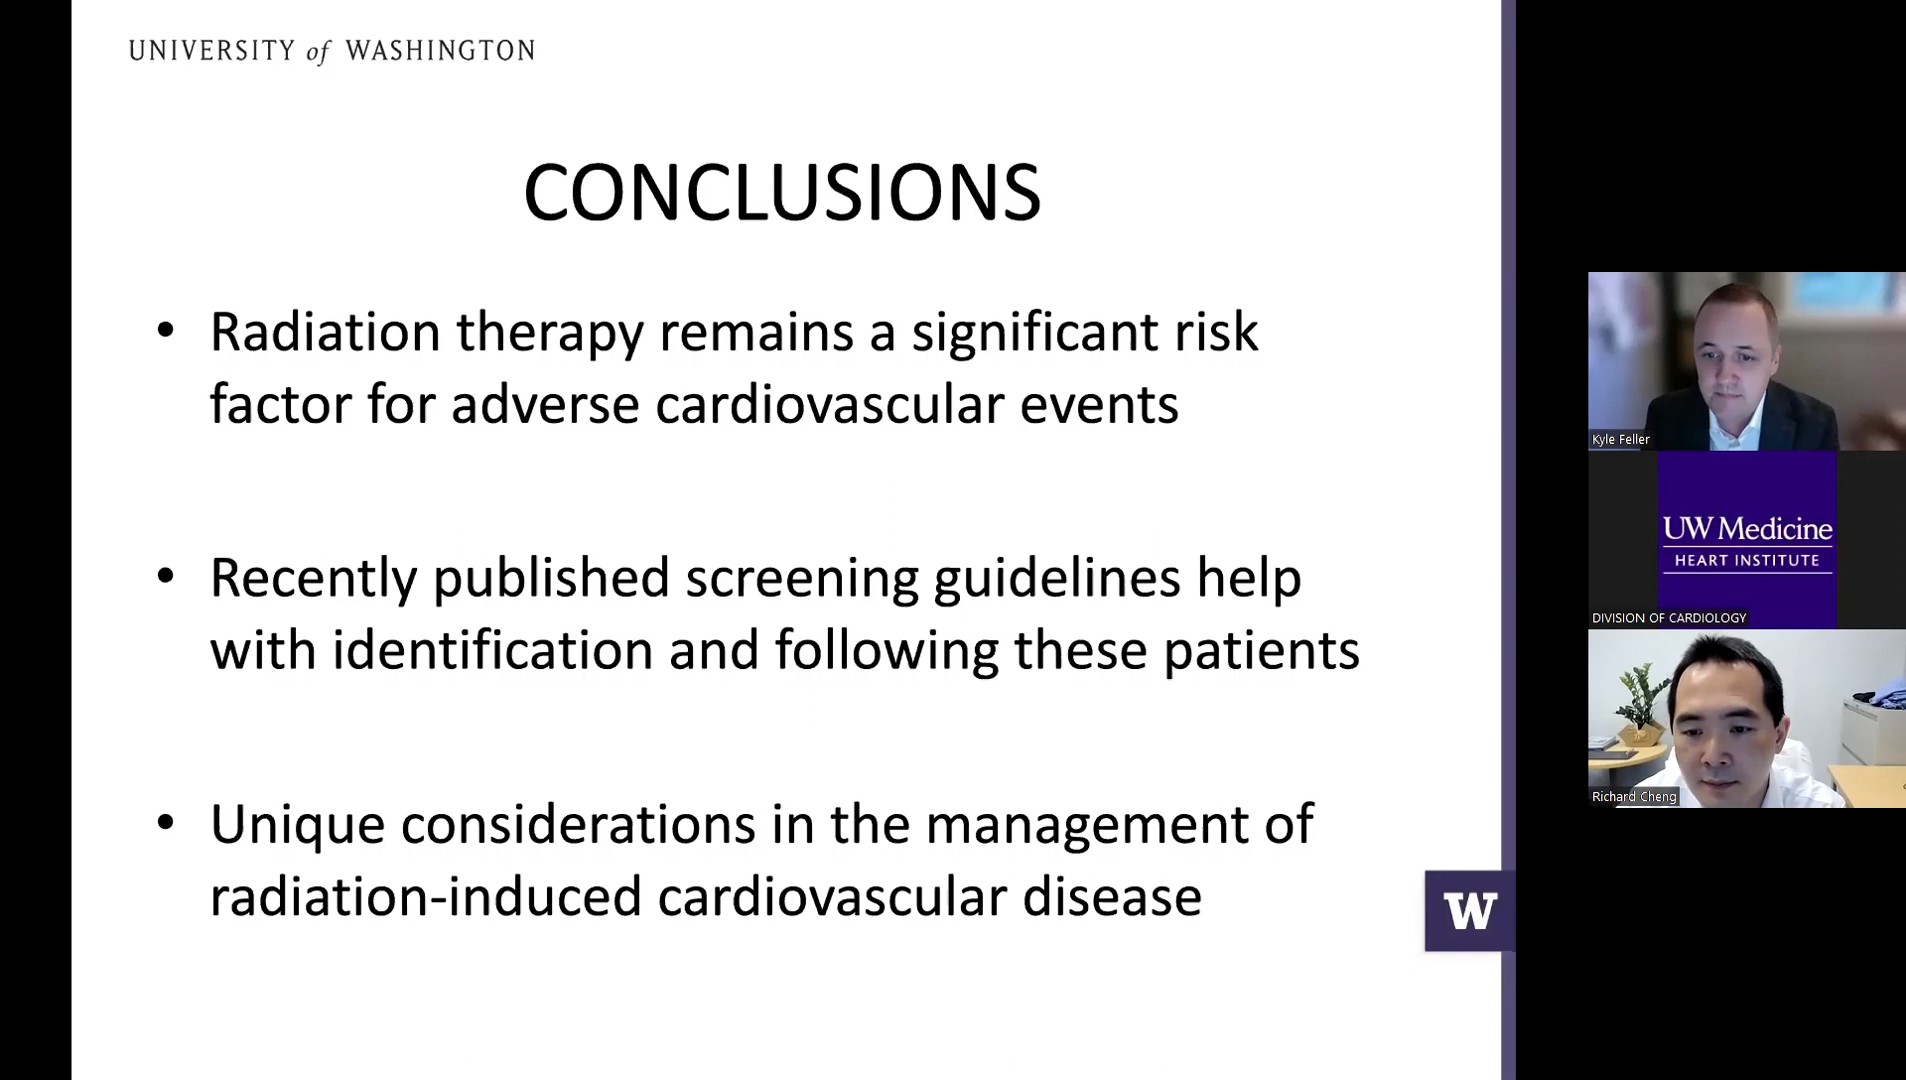 UNIVERSITY of WASHINGTON
CONCLUSIONS
• Radiation therapy remains a significant risk
factor for adverse cardiovascular events
• Recently published screening guidelines help
with identification and following these patients
• Unique considerations in the management of
radiation-induced cardiovascular disease
W
Kyle Feller
UW Medicine
HEART INSTITUTE
DIVISION OF CARDIOLOGY
Richard Cheng